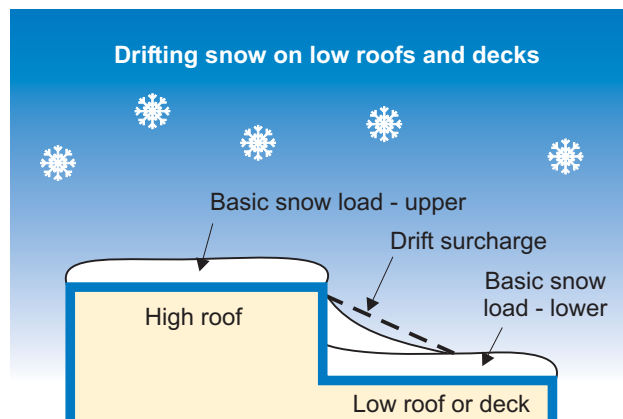 Drifting snow on low roofs and decks
Basic snow load - upper
Drift surcharge
Basic snow
load - lower
High roof
Low roof or deck